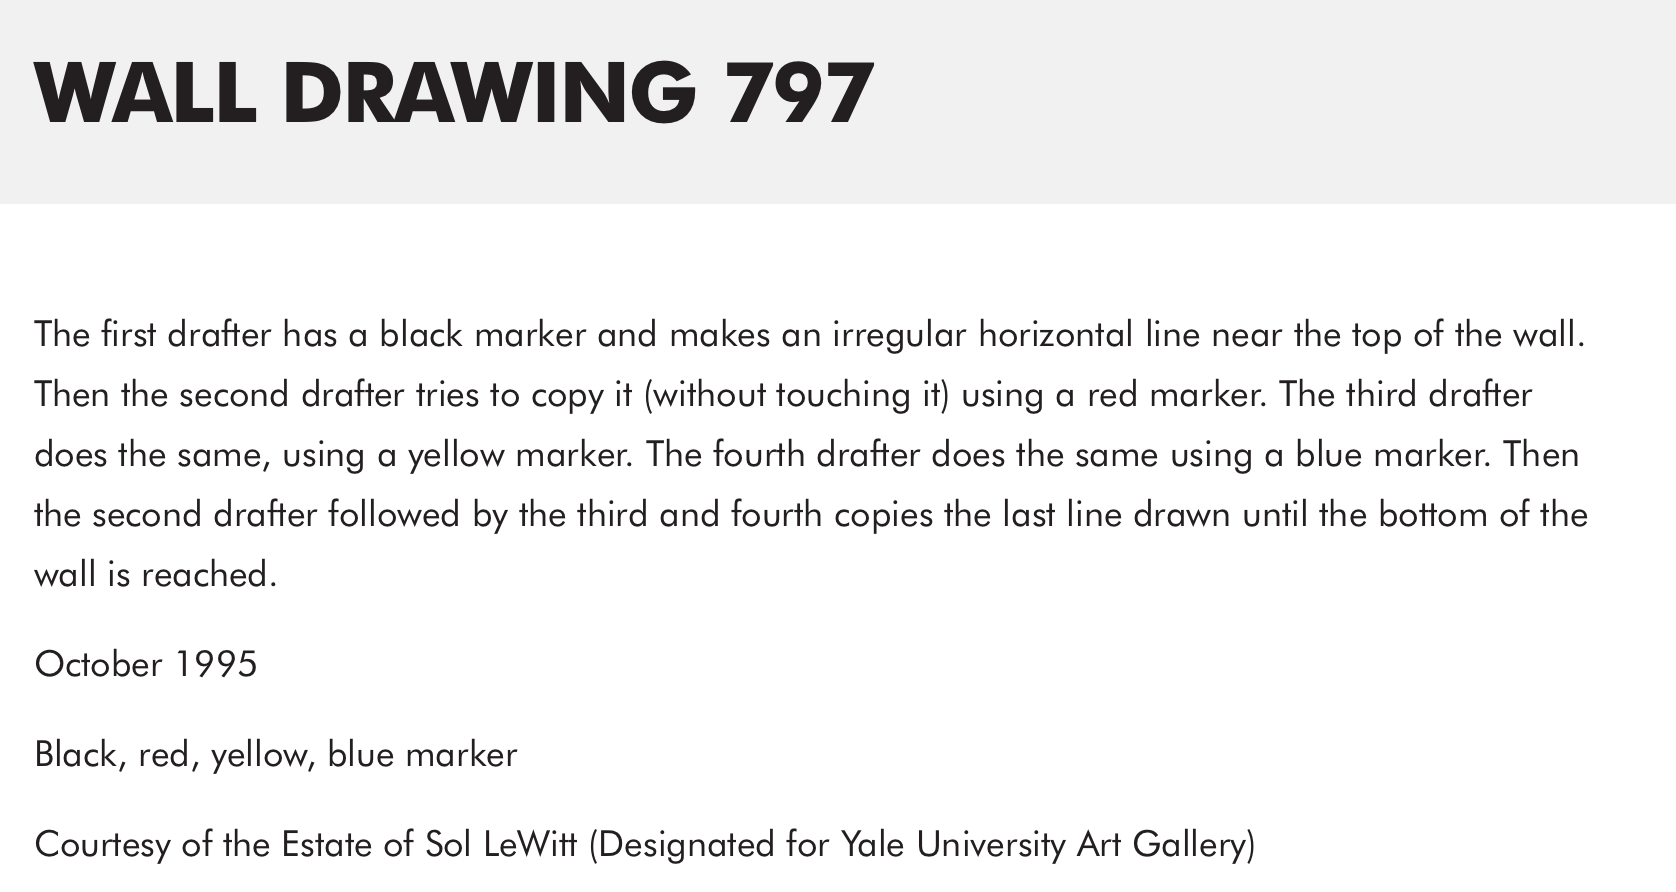 WALL DRAWING 797
The first drafter has a black marker and makes an irregular horizontal line near the top of the wall.
Then the second drafter tries to copy it (without touching it) using a red marker. The third drafter
does the same, using a yellow marker. The fourth drafter does the same using a blue marker. Then
the second drafter followed by the third and fourth copies the last line drawn until the bottom of the
wall is reached.
October 1995
Black, red, yellow, blue marker
Courtesy of the Estate of Sol LeWitt (Designated for Yale University Art Gallery)